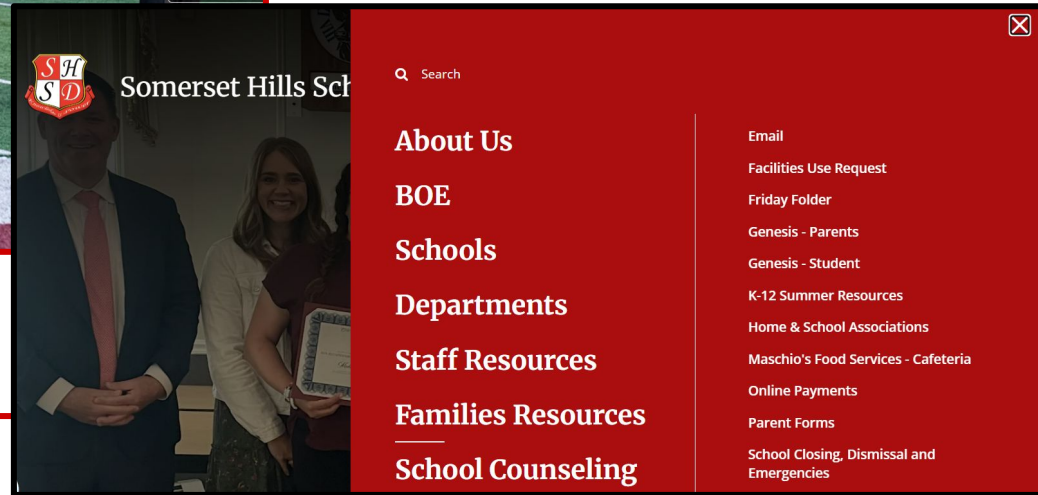 S H
S D
Somerset Hills Sch
Search
About Us
BOE
Schools
Departments
Staff Resources
Families Resources
School Counseling
Email
Facilities Use Request
Friday Folder
Genesis - Parents
Genesis - Student
K-12 Summer Resources
Home & School Associations
Maschio's Food Services - Cafeteria
Online Payments
Parent Forms
School Closing, Dismissal and
Emergencies